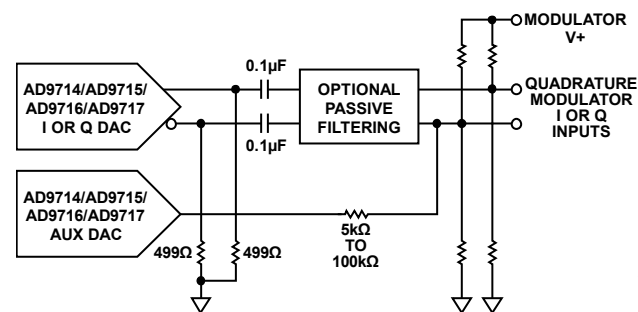 MODULATOR
V+
0.1µF
AD9714/AD9715/
AD9716/AD9717
I OR Q DAC
OPTIONAL
PASSIVE
FILTERING
QUADRATURE
MODULATOR
I OR Q
INPUTS
0.1µF
AD9714/AD9715/
AD9716/AD9717
AUX DAC
5kΩ
TO
100kΩ
499Ω
499Ω